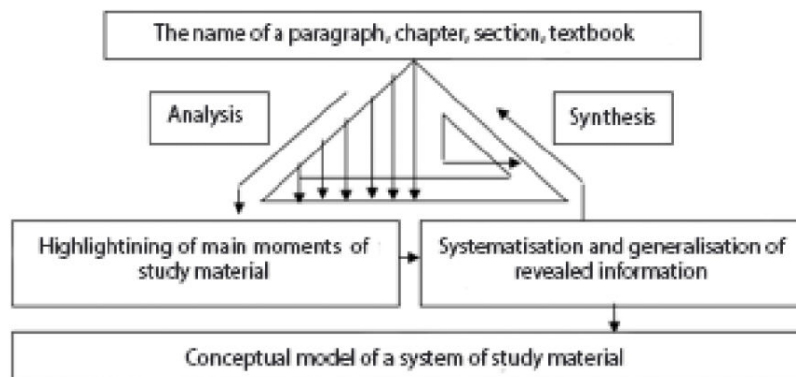 The name of a paragraph, chapter, section, textbook
Analysis
Synthesis
Highlightining of main moments of
study material
Systematisation and generalisation of
revealed information
Conceptual model of a system of study material